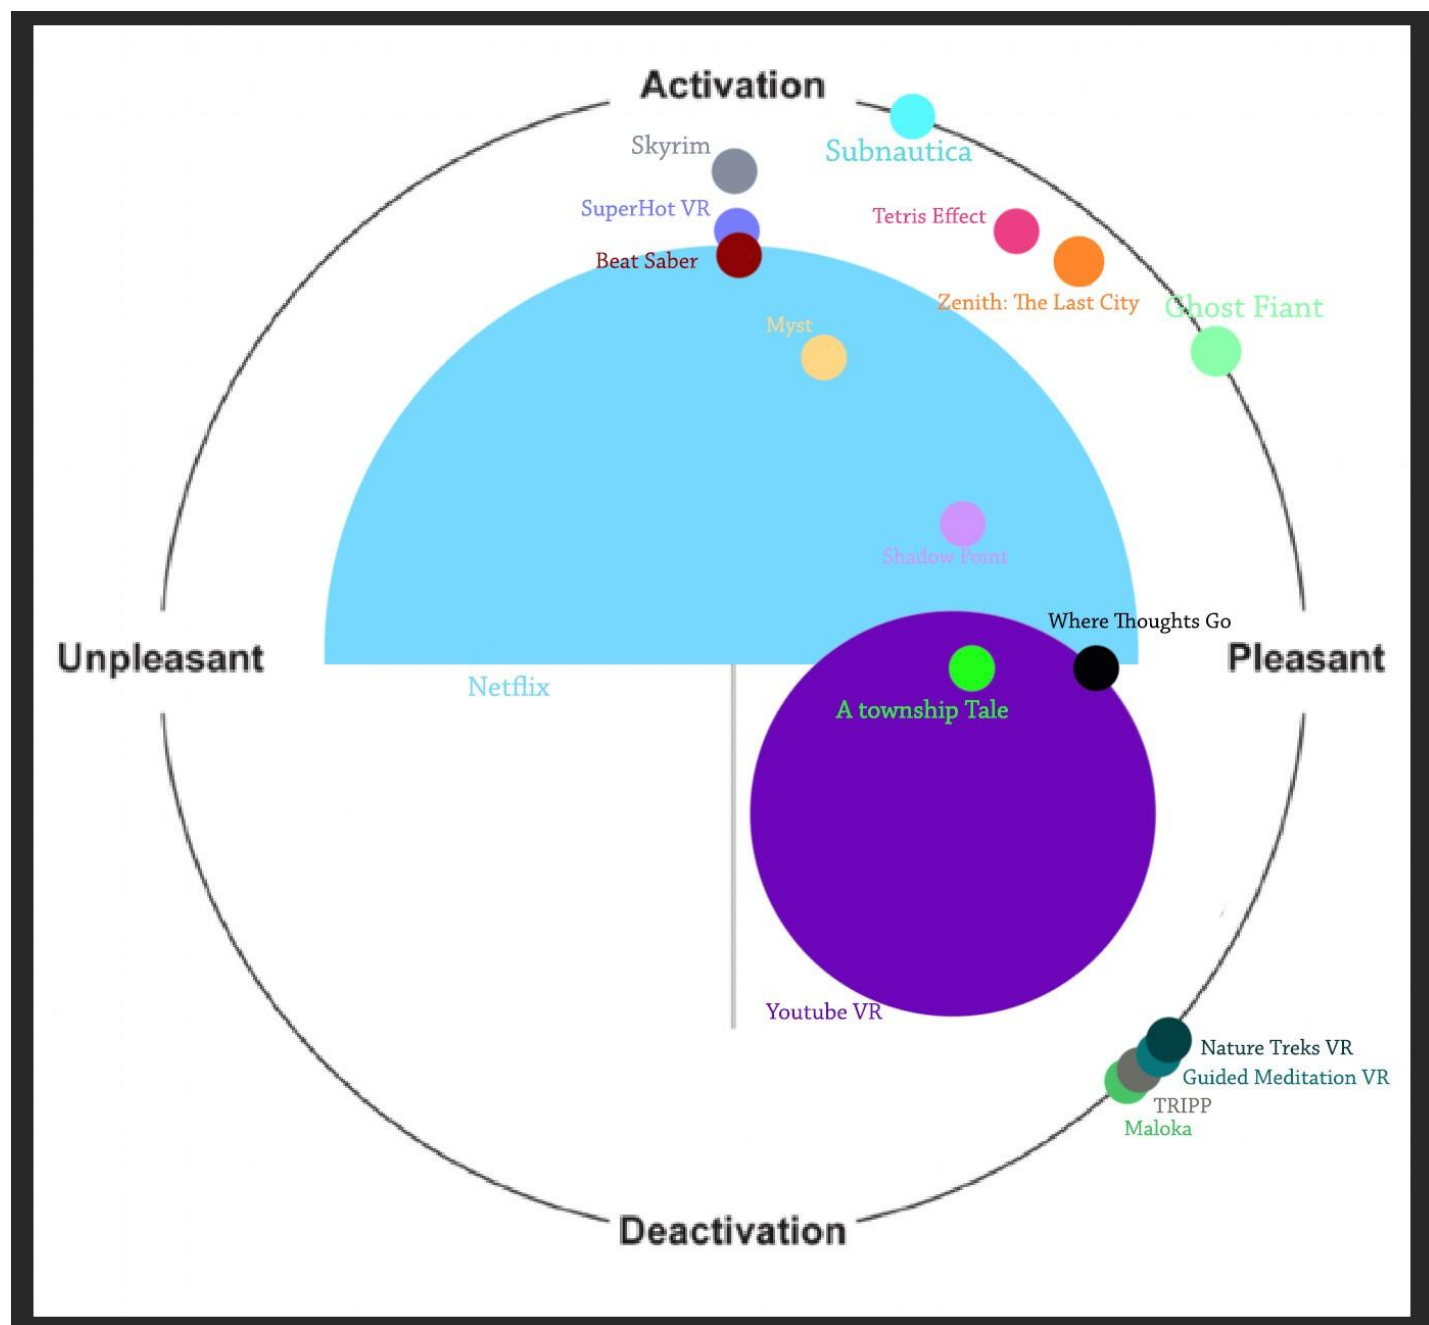 Activation
Skyrim
Subnautica
SuperHot VR
Tetris Effect
Beat Saber
Zenith: The Last City
Ghost Fiant
Myst
Shadow Point
Where Thoughts Go
Unpleasant
Pleasant
Netflix
A township Tale
Youtube VR
Nature Treks VR
Guided Meditation VR
TRIPP
Maloka
Deactivation